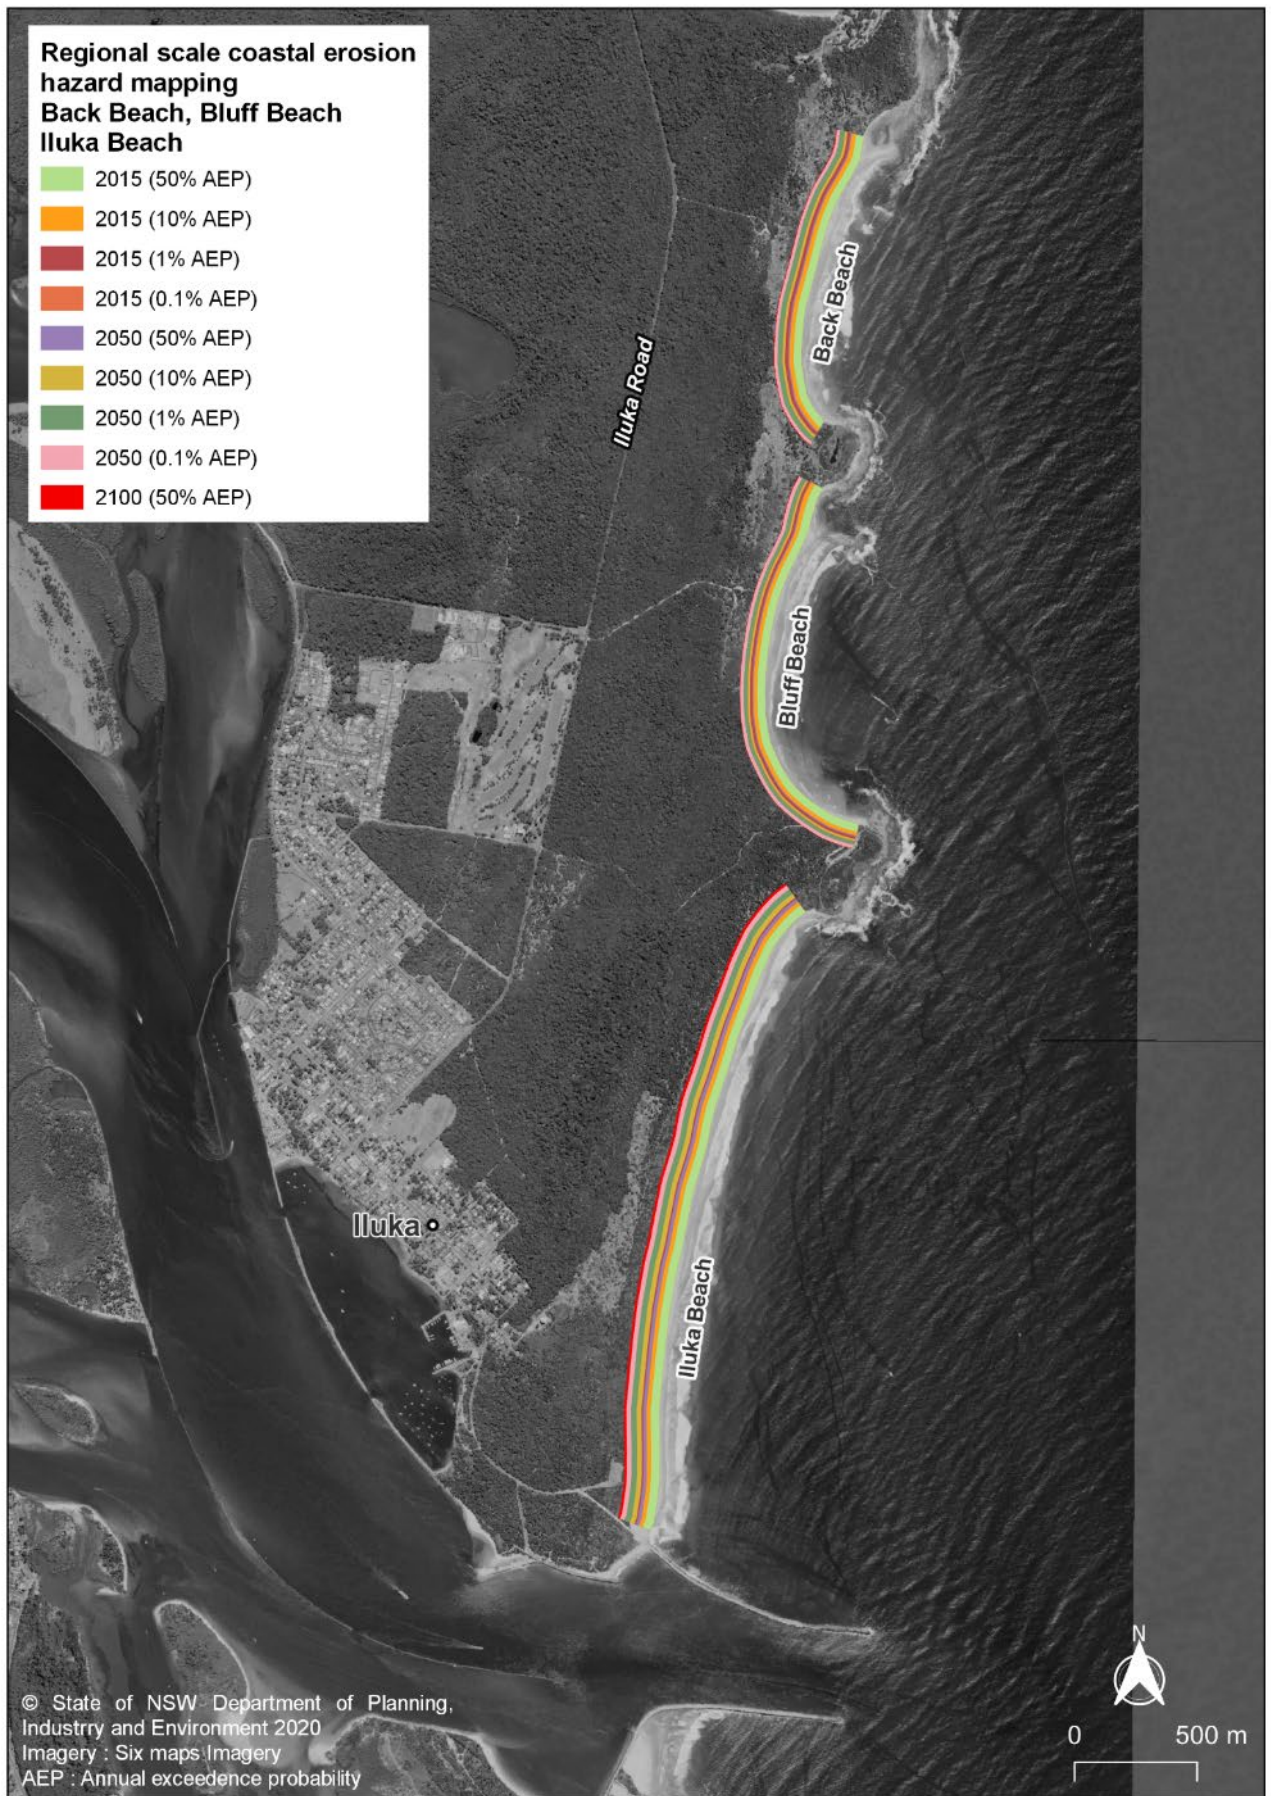 Regional scale coastal erosion
hazard mapping
Back Beach, Bluff Beach
Iluka Beach
2015 (50% AEP)
2015 (10% AEP)
2015 (1% AEP)
2015 (0.1% AEP)
2050 (50% AEP)
2050 (10% AEP)
2050 (1% AEP)
2050 (0.1% AEP)
2100 (50% AEP)
Back Beach
Iluka Road
Bluff Beach
Iluka
Iluka Beach
N
0 500 m
© State of NSW Department of Planning,
Industrry and Environment 2020
Imagery : Six maps Imagery
AEP : Annual exceedence probability